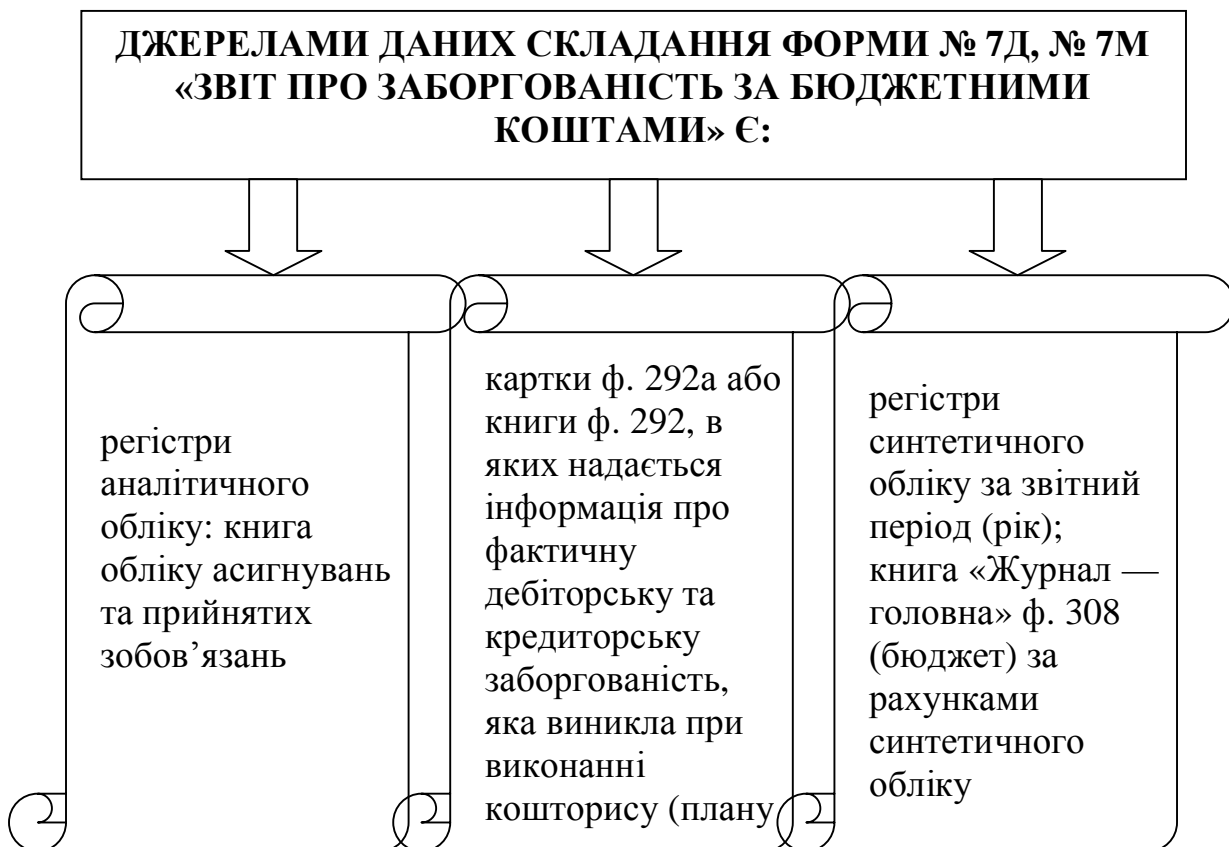 ДЖЕРЕЛАМИ ДАНИХ СКЛАДАННЯ ФОРМИ № 7Д, № 7М
«ЗВІТ ПРО ЗАБОРГОВАНІСТЬ ЗА БЮДЖЕТНИМИ
КОШТАМИ» Є:
регістри
аналітичного
обліку: книга
обліку асигнувань
та прийнятих
зобов’язань
картки ф. 292а або
книги ф. 292, в
яких надається
інформація про
фактичну
дебіторську та
кредиторську
заборгованість,
яка виникла при
виконанні
кошторису (плану
регістри
синтетичного
обліку за звітний
період (рік);
книга «Журнал —
головна» ф. 308
(бюджет) за
рахунками
синтетичного
обліку